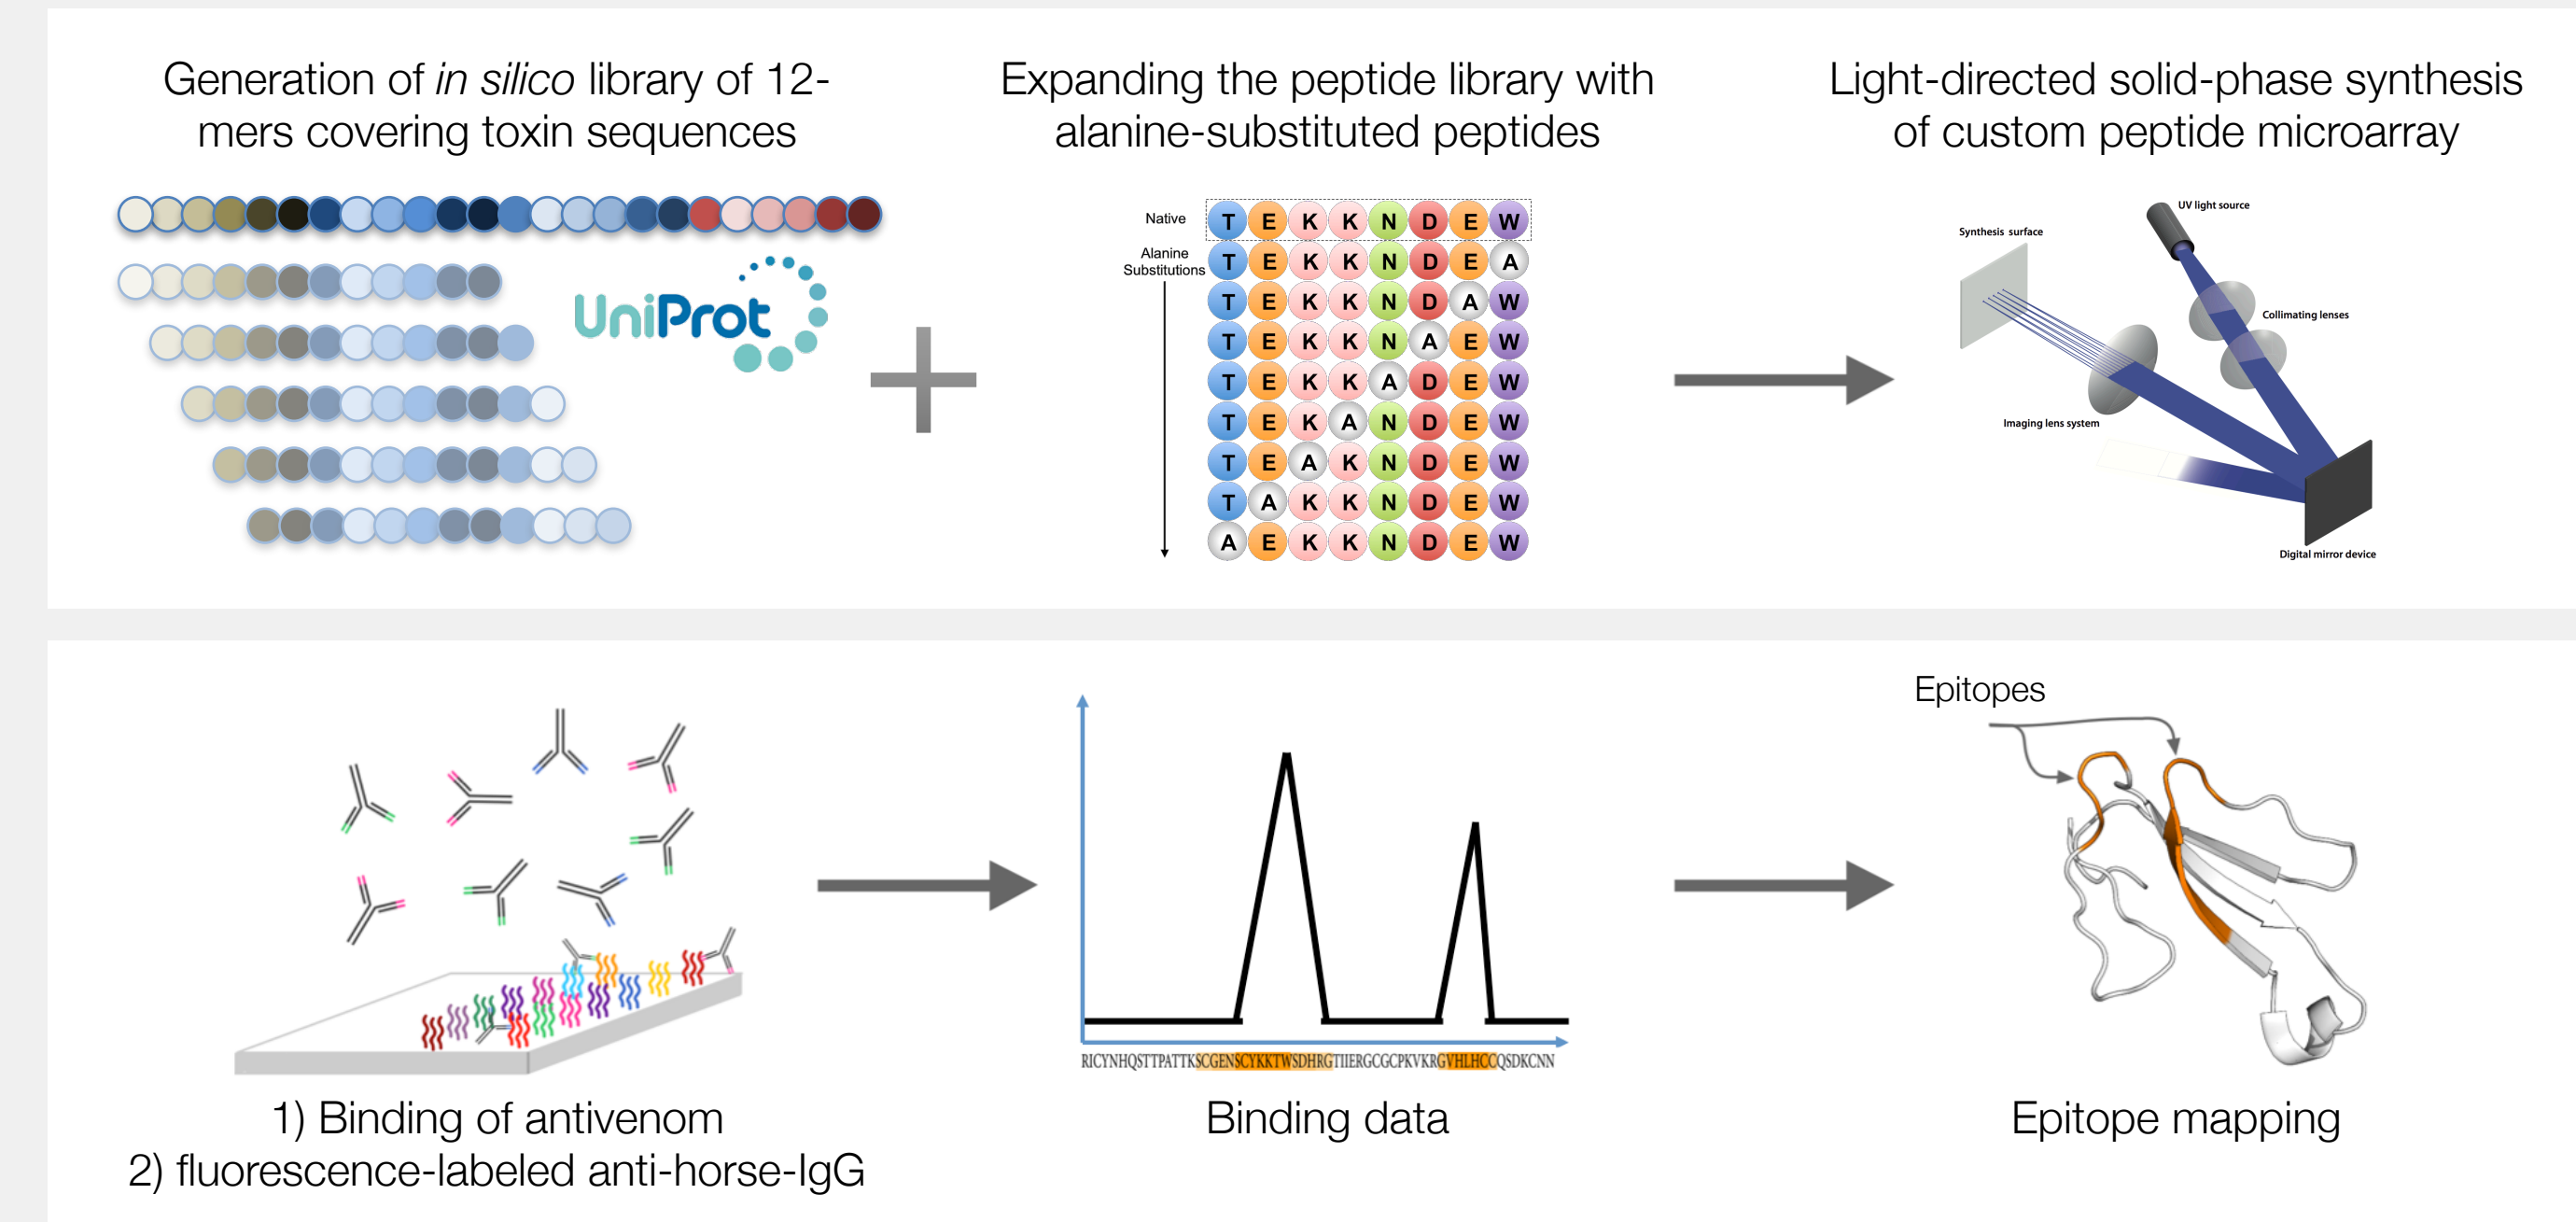 Generation of in silico library of 12-
mers covering toxin sequences
UniProt
Expanding the peptide library with
alanine-substituted peptides
Native
T E K K N D E W
Alanine
Substitutions
T E K K N D E A
T E K K N D A W
T E K K N A E W
T E K K A D E W
T E K A N D E W
T E A K N D E W
T A K K N D E W
A E K K N D E W
Light-directed solid-phase synthesis
of custom peptide microarray
UV light source
Synthesis surface
Collimating lenses
Imaging lens system
Digital mirror device
1) Binding of antivenom
2) fluorescence-labeled anti-horse-IgG
RICYNHQSTTPATTKSCGENSCYKKTWSDHRGTIIERGCGCPKVKRGVHLHCCQSDKCNN
Binding data
Epitopes
Epitope mapping